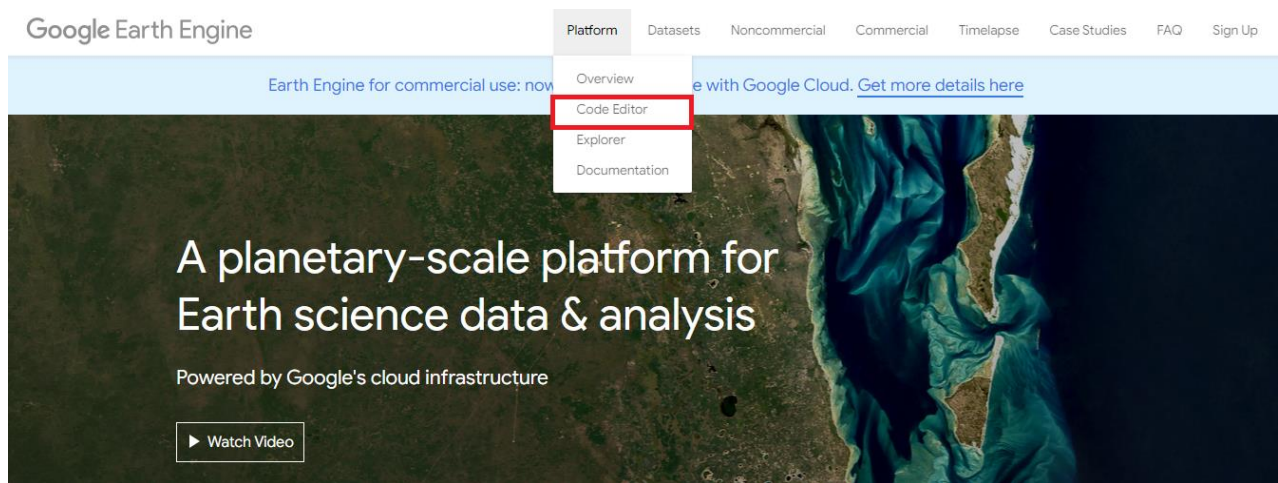 Google Earth Engine
Platform Datasets Noncommercial Commercial Timelapse Case Studies FAQ Sign Up
Earth Engine for commercial use: now e with Google Cloud. Get more details here
Overview
Code Editor
Explorer
Documentation
A planetary-scale platform for
Earth science data & analysis
Powered by Google's cloud infrastructure
Watch Video